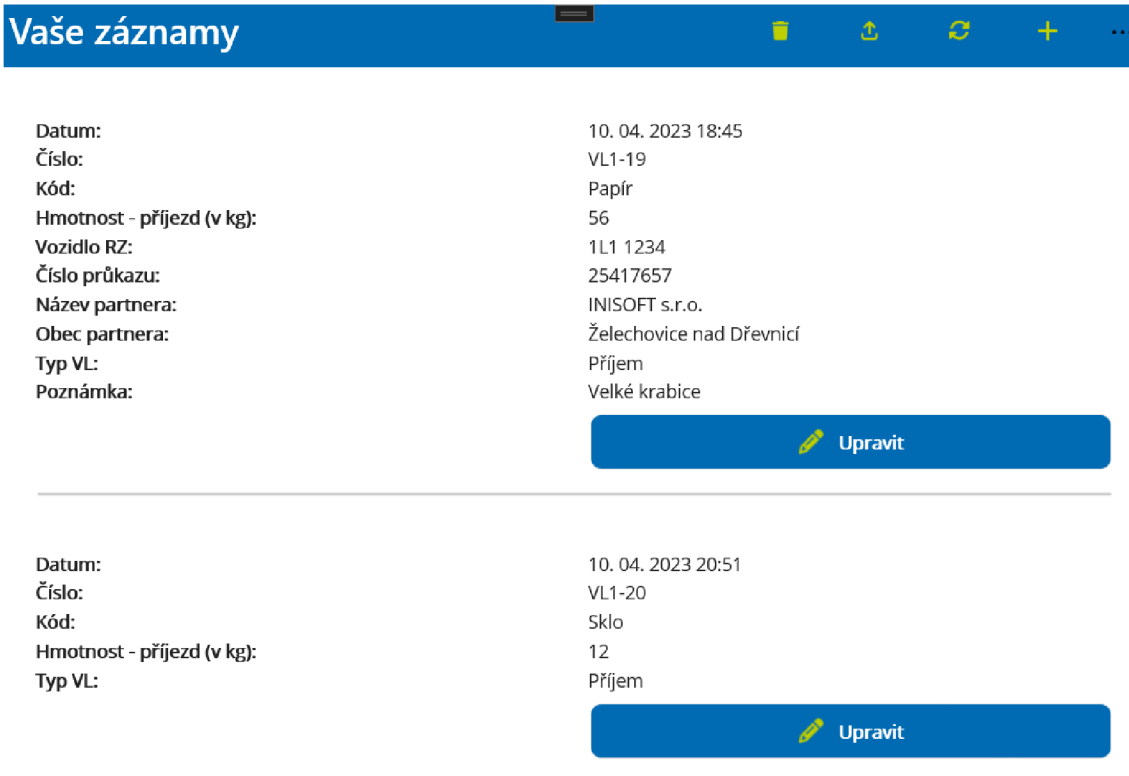 Vaše záznamy
Datum: 10. 04. 2023 18:45
Číslo: VL1-19
Kód: Papír
Hmotnost - příjezd (v kg): 56
Vozidlo RZ: 1L1 1234
Číslo průkazu: 25417657
Název partnera: INISOFT s.r.o.
Obec partnera: Želechovice nad Dřevnicí
Typ VL: Příjem
Poznámka: Velké krabice
Upravit
Datum: 10. 04. 2023 20:51
Číslo: VL1-20
Kód: Sklo
Hmotnost - příjezd (v kg): 12
Typ VL: Příjem
Upravit